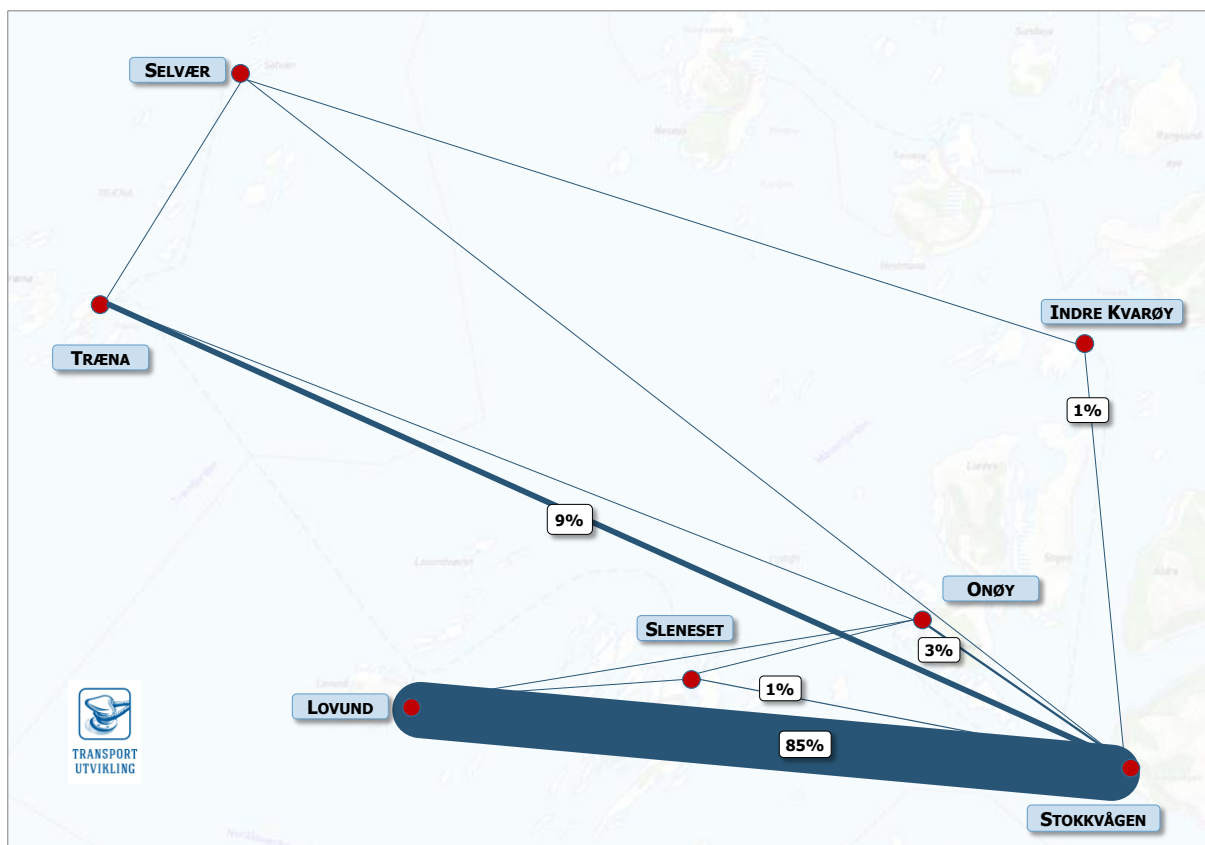 SELVÆR
INDRE KVARØY
TRÆNA
1%
9%
ONØY
SLENESET
3%
1%
LOVUND
85%
TRANSPORT
UTVIKLING
STOKKVÅGEN